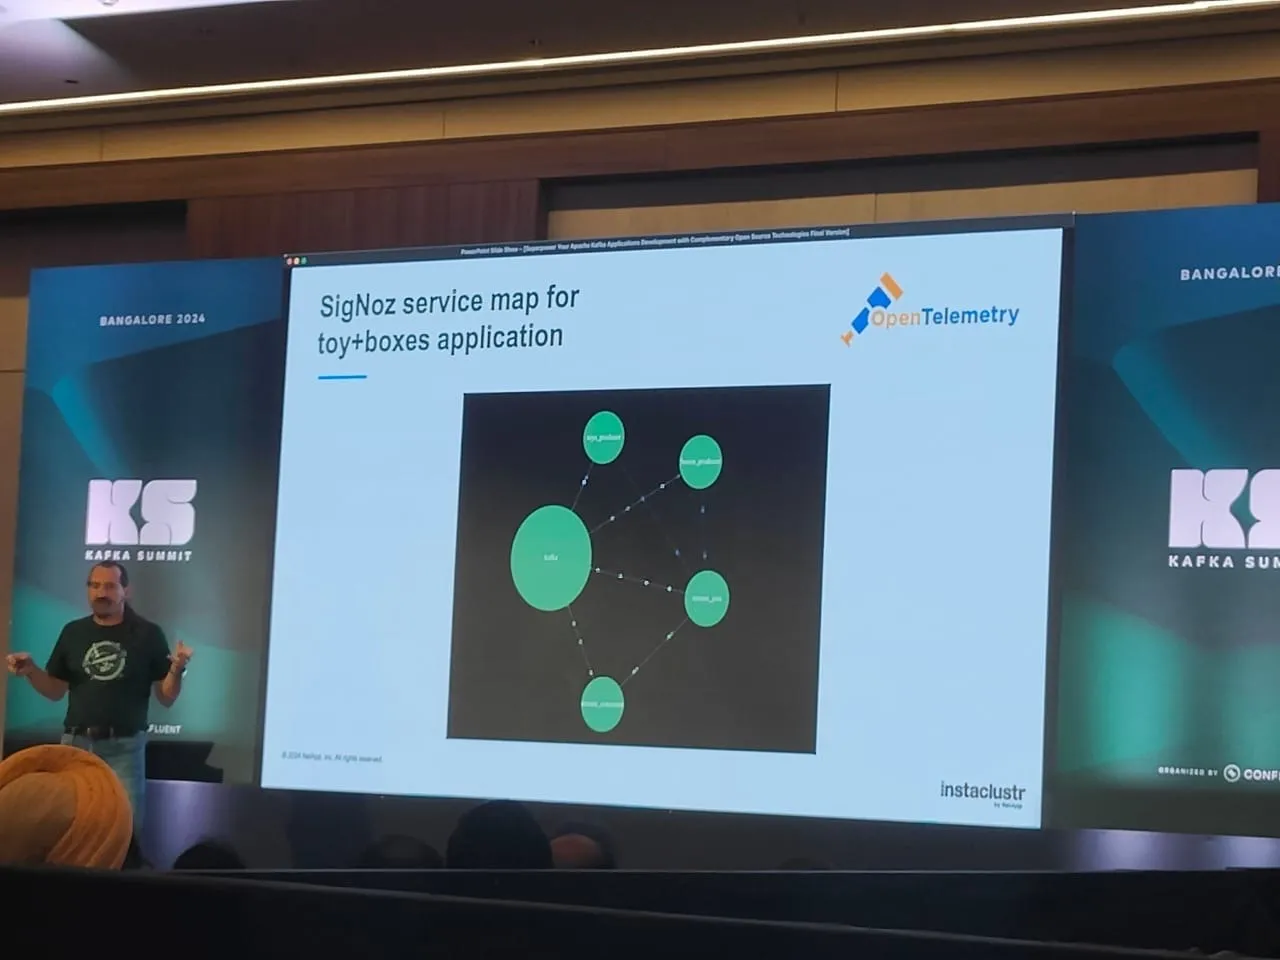 PowerPoint Slide Show - [Superpower Your Apache Kafka Applications Development with Complementary Open Source Technologies Final Version]
SigNoz service map for
toy+boxes application
OpenTelemetry
toys_producer
boxes_producer
kafka
© 2024 NetApp, Inc. All rights reserved.
instaclustr
by NetApp
BANGALORE 2024
KS
KAFKA SUMMIT
FLUENT
BANGALORE
KS
KAFKA SUM
ORGANIZED BY
CONF